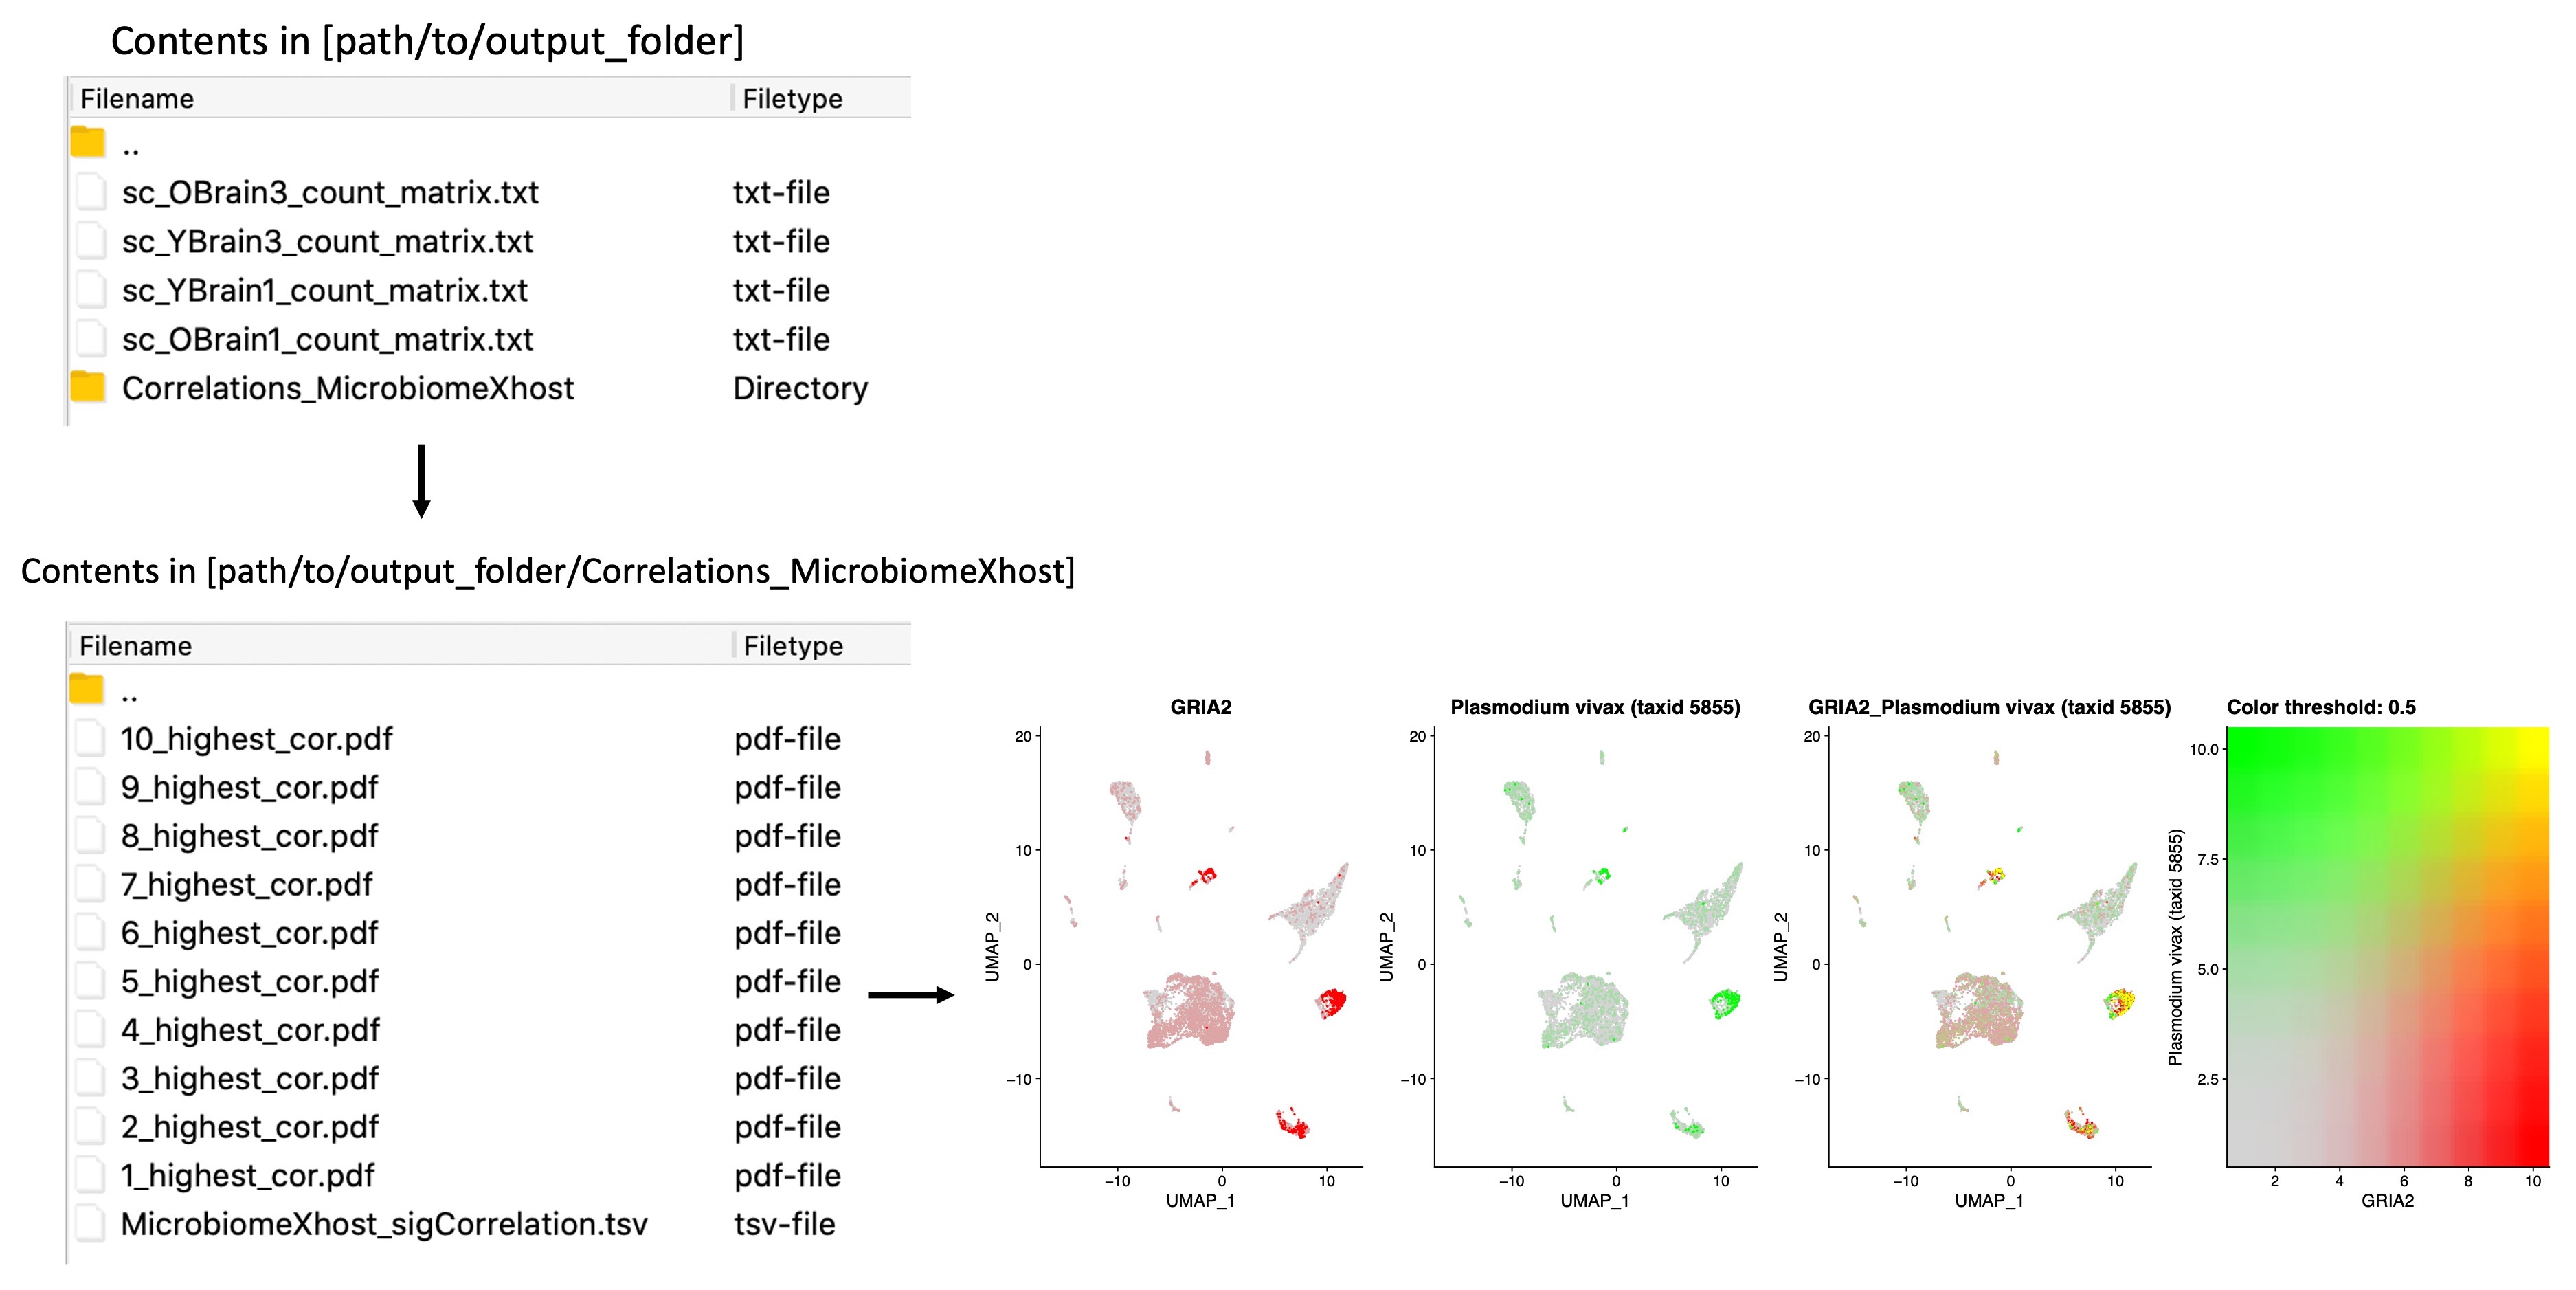 Contents in [path/to/output_folder]
Filename Filetype
..
sc_OBrain3_count_matrix.txt txt-file
sc_YBrain3_count_matrix.txt txt-file
sc_YBrain1_count_matrix.txt txt-file
sc_OBrain1_count_matrix.txt txt-file
Correlations_MicrobiomeXhost Directory
Contents in [path/to/output_folder/Correlations_MicrobiomeXhost]
Filename Filetype
..
10_highest_cor.pdf pdf-file
9_highest_cor.pdf pdf-file
8_highest_cor.pdf pdf-file
7_highest_cor.pdf pdf-file
6_highest_cor.pdf pdf-file
5_highest_cor.pdf pdf-file
4_highest_cor.pdf pdf-file
3_highest_cor.pdf pdf-file
2_highest_cor.pdf pdf-file
1_highest_cor.pdf pdf-file
MicrobiomeXhost_sigCorrelation.tsv tsv-file
GRIA2
20
10
0
−10
UMAP_2
−10 0 10
UMAP_1
Plasmodium vivax (taxid 5855)
20
10
0
−10
UMAP_2
−10 0 10
UMAP_1
GRIA2_Plasmodium vivax (taxid 5855)
20
10
0
−10
UMAP_2
−10 0 10
UMAP_1
Color threshold: 0.5
10.0
7.5
5.0
2.5
Plasmodium vivax (taxid 5855)
2 4 6 8 10
GRIA2